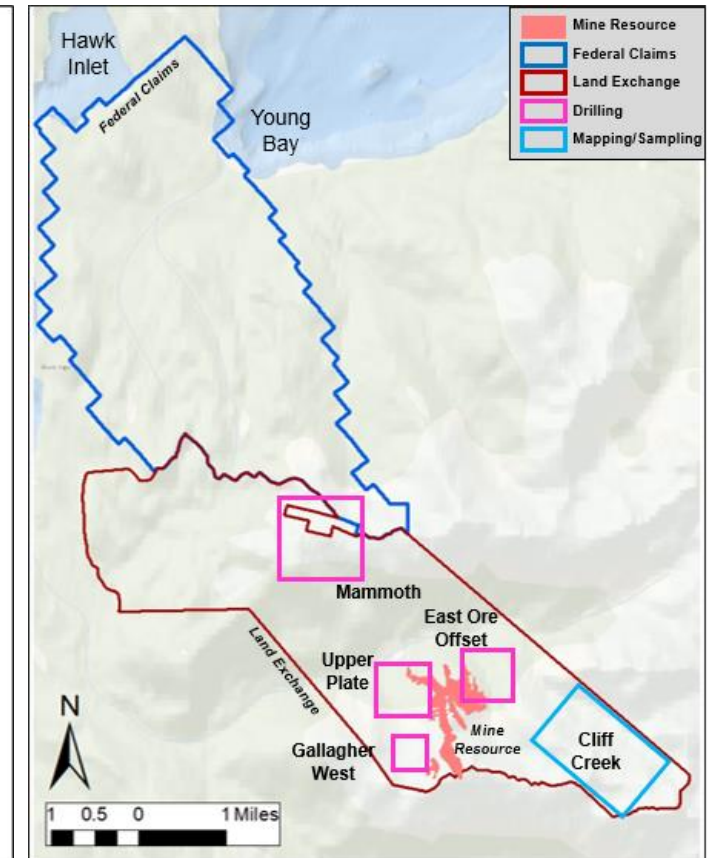 Hawk
Inlet
Federal Claims
Young
Bay
Mine Resource
Federal Claims
Land Exchange
Drilling
Mapping/Sampling
Mammoth
East Ore
Offset
Upper
Plate
Land Exchange
Mine
Resource
Gallagher
West
Cliff
Creek
N
1 0.5 0 1 Miles